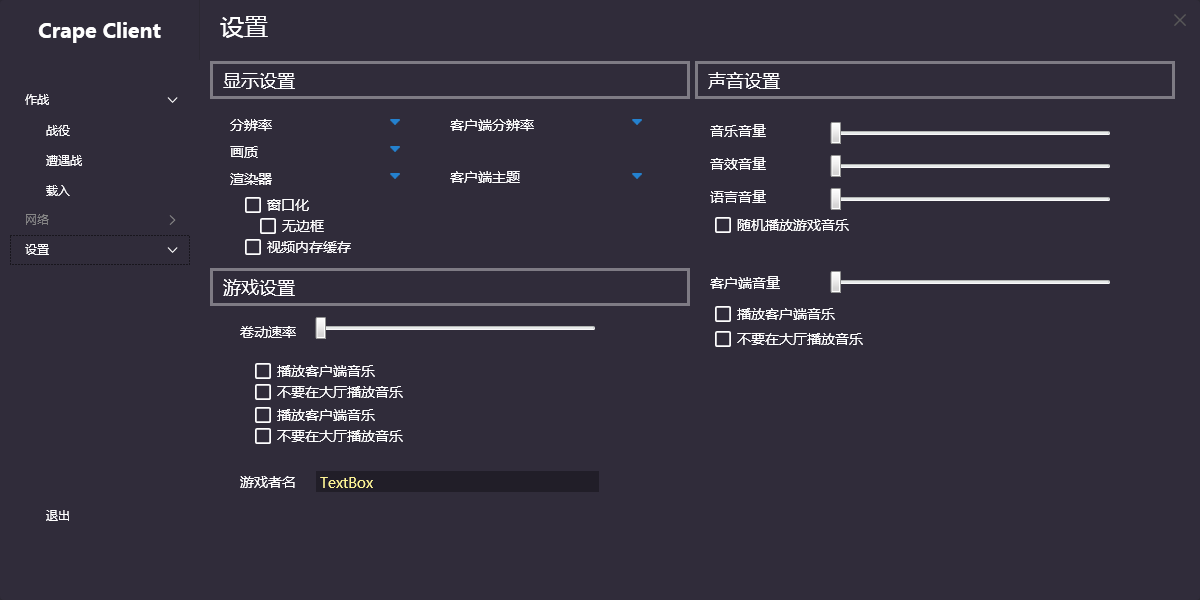 Crape Client
作战
战役
遭遇战
载入
网络
设置
退出
设置
显示设置
分辨率
客户端分辨率
画质
渲染器
客户端主题
窗口化
无边框
视频内存缓存
游戏设置
卷动速率
播放客户端音乐
不要在大厅播放音乐
播放客户端音乐
不要在大厅播放音乐
游戏者名
TextBox
声音设置
音乐音量
音效音量
语言音量
随机播放游戏音乐
客户端音量
播放客户端音乐
不要在大厅播放音乐